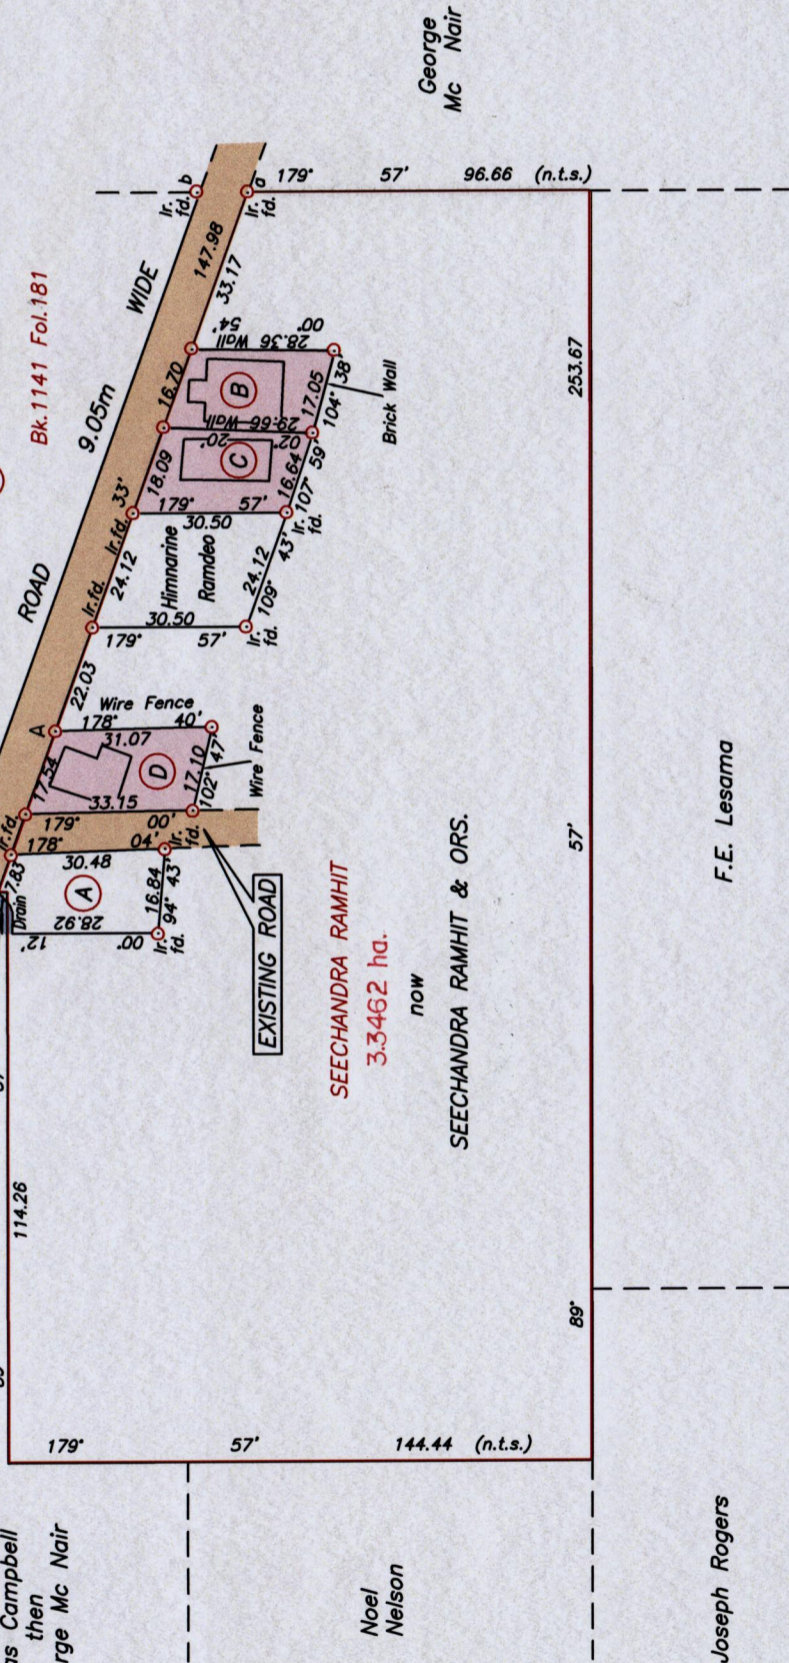 George
Mc Nair
Bk.1141 Fol.181
ROAD
9.05m
WIDE
b
Ir.
fd.
a
Ir.
fd.
179° 57' 96.66 (n.t.s.)
147.98
33.17
16.70
18.09
33'
Ir.fd.
24.12
Ir.fd.
22.03
A
17.54
Ir.fd.
7.83
Drain
54' 00"
28.36
Wall
B
17.05
104° 38'
Brick Wall
29.66
Wall
20' 02"
C
16.64
107° 59'
179° 57'
30.50
Ir.
fd.
Himnarine
Ramdeo
24.12
109° 43'
30.50
179° 57'
Ir.
fd.
Wire Fence
178° 40'
31.07
D
17.10
102° 47'
Wire Fence
33.15
179° 00'
Ir.
fd.
178° 04'
30.48
A
16.84
94° 43'
28.92
12' 00"
Ir.
fd.
EXISTING ROAD
SEECHANDRA RAMHIT
3.3462 ha.
now
SEECHANDRA RAMHIT & ORS.
114.26
89° 57' 253.67
F.E. Lesama
179° 57' 144.44 (n.t.s.)
Campbell
then
Mc Nair
Noel
Nelson
Joseph Rogers